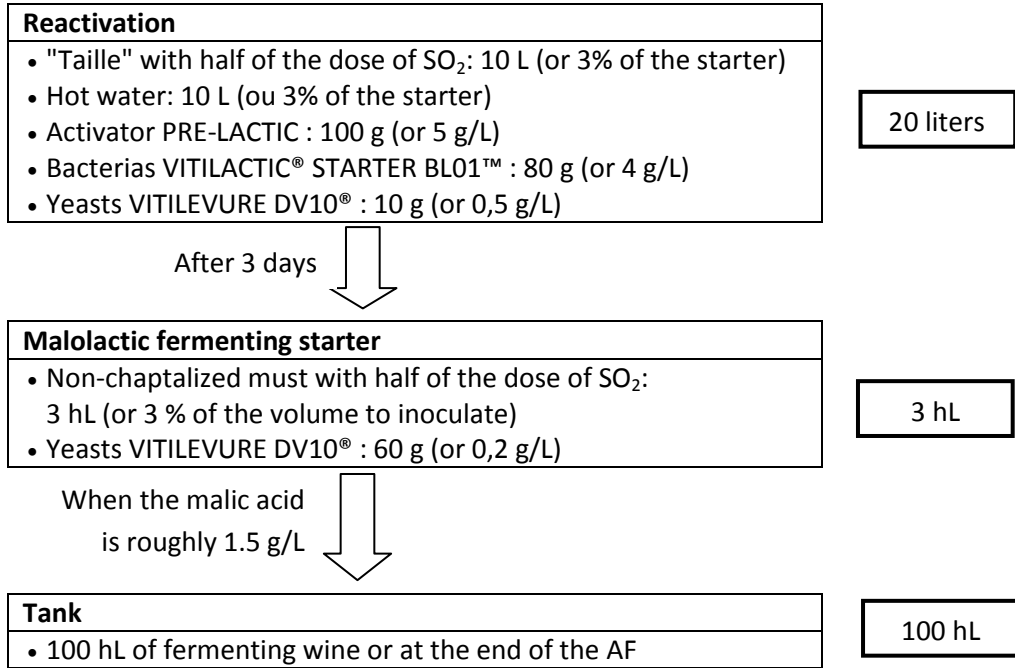 Reactivation
• "Taille" with half of the dose of SO₂: 10 L (or 3% of the starter)
• Hot water: 10 L (ou 3% of the starter)
• Activator PRE-LACTIC : 100 g (or 5 g/L)
• Bacterias VITILACTIC® STARTER BL01™ : 80 g (or 4 g/L)
• Yeasts VITILEVURE DV10® : 10 g (or 0,5 g/L)
20 liters
After 3 days
Malolactic fermenting starter
• Non-chaptalized must with half of the dose of SO₂:
3 hL (or 3 % of the volume to inoculate)
• Yeasts VITILEVURE DV10® : 60 g (or 0,2 g/L)
3 hL
When the malic acid
is roughly 1.5 g/L
Tank
• 100 hL of fermenting wine or at the end of the AF
100 hL